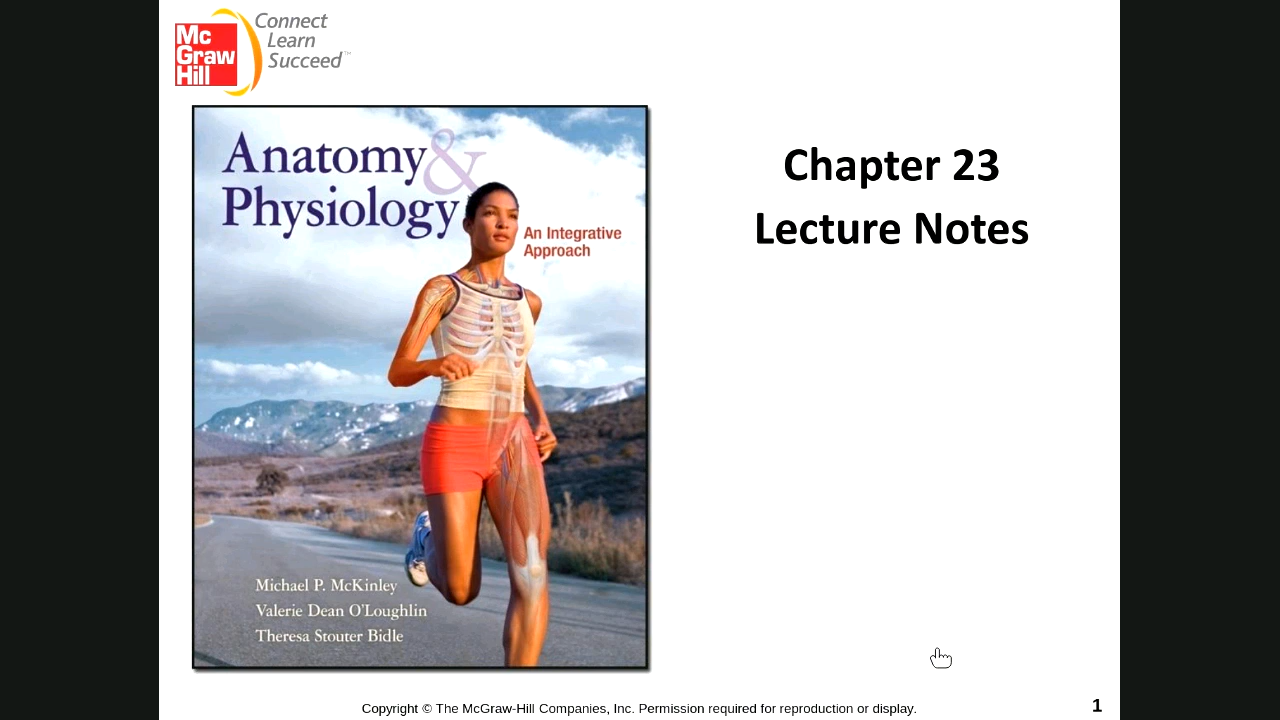 Mc
Graw
Hill
Connect
Learn
Succeed™
Anatomy &
Physiology
An Integrative
Approach
Michael P. McKinley
Valerie Dean O'Loughlin
Theresa Stouter Bidle
Chapter 23
Lecture Notes
Copyright © The McGraw-Hill Companies, Inc. Permission required for reproduction or display.
1